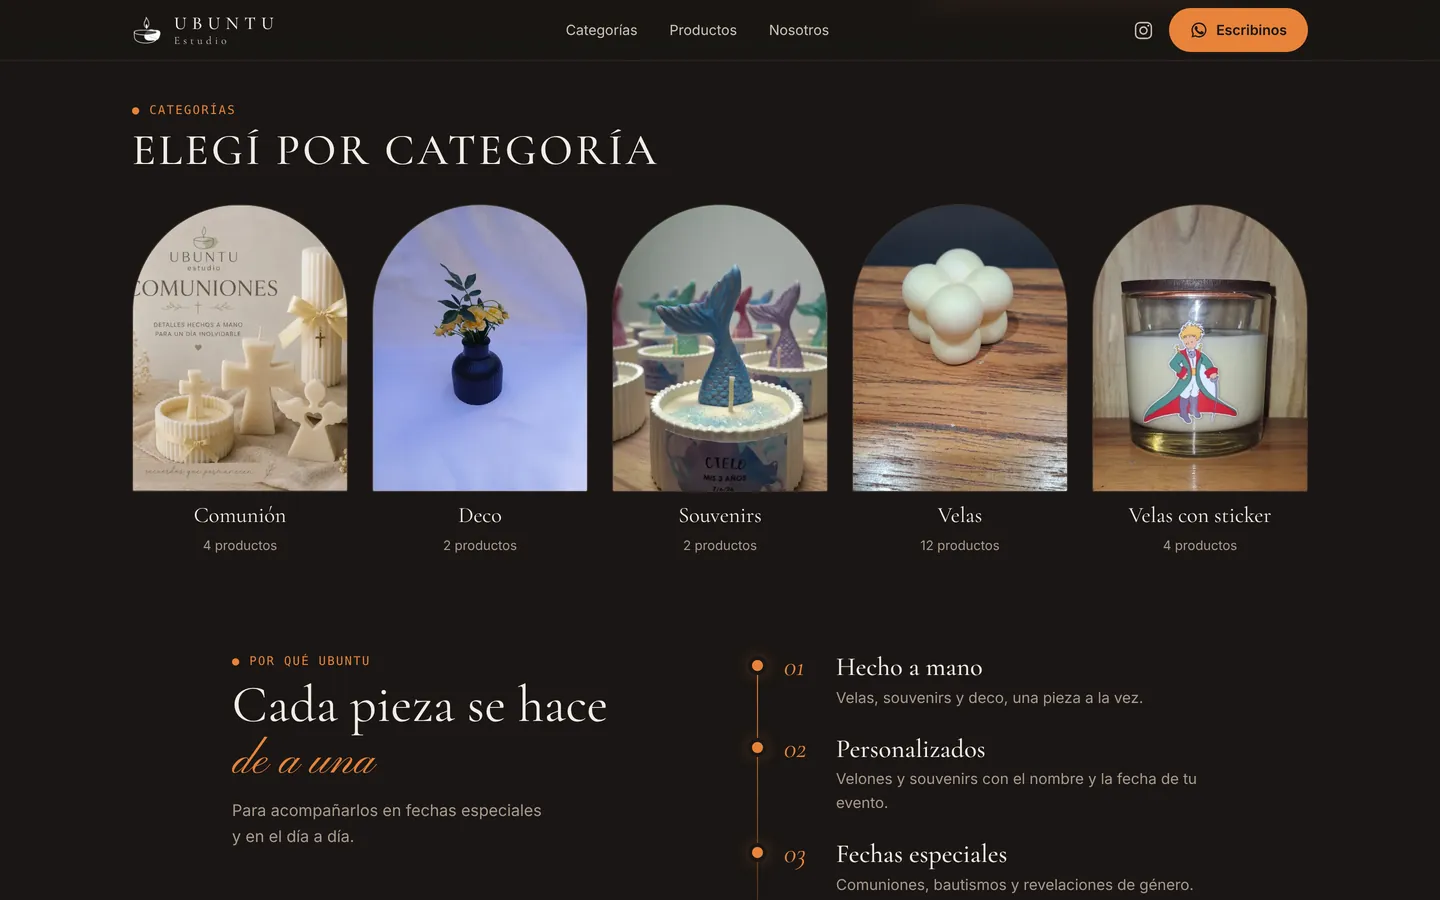 UBUNTU
Estudio
Categorías
Productos
Nosotros
Escribinos
CATEGORÍAS
ELEGÍ POR CATEGORÍA
UBUNTU
estudio
COMUNIONES
DETALLES HECHOS A MANO
PARA UN DÍA INOLVIDABLE
CIELO
MIS 3 AÑOS
Comunión
4 productos
Deco
2 productos
Souvenirs
2 productos
Velas
12 productos
Velas con sticker
4 productos
POR QUÉ UBUNTU
Cada pieza se hace
de a una
Para acompañarlos en fechas especiales
y en el día a día.
01
Hecho a mano
Velas, souvenirs y deco, una pieza a la vez.
02
Personalizados
Velones y souvenirs con el nombre y la fecha de tu
evento.
03
Fechas especiales
Comuniones, bautismos y revelaciones de género.